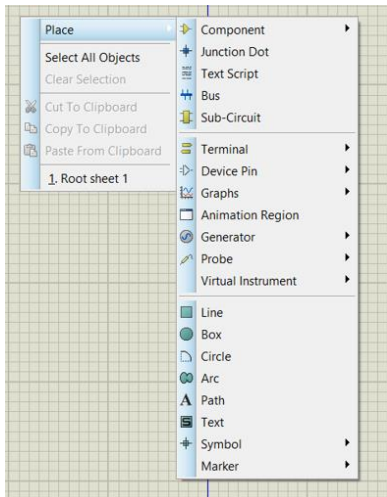 Place
Select All Objects
Clear Selection
Cut To Clipboard
Copy To Clipboard
Paste From Clipboard
1. Root sheet 1
Component
Junction Dot
Text Script
Bus
Sub-Circuit
Terminal
Device Pin
Graphs
Animation Region
Generator
Probe
Virtual Instrument
Line
Box
Circle
Arc
Path
Text
Symbol
Marker